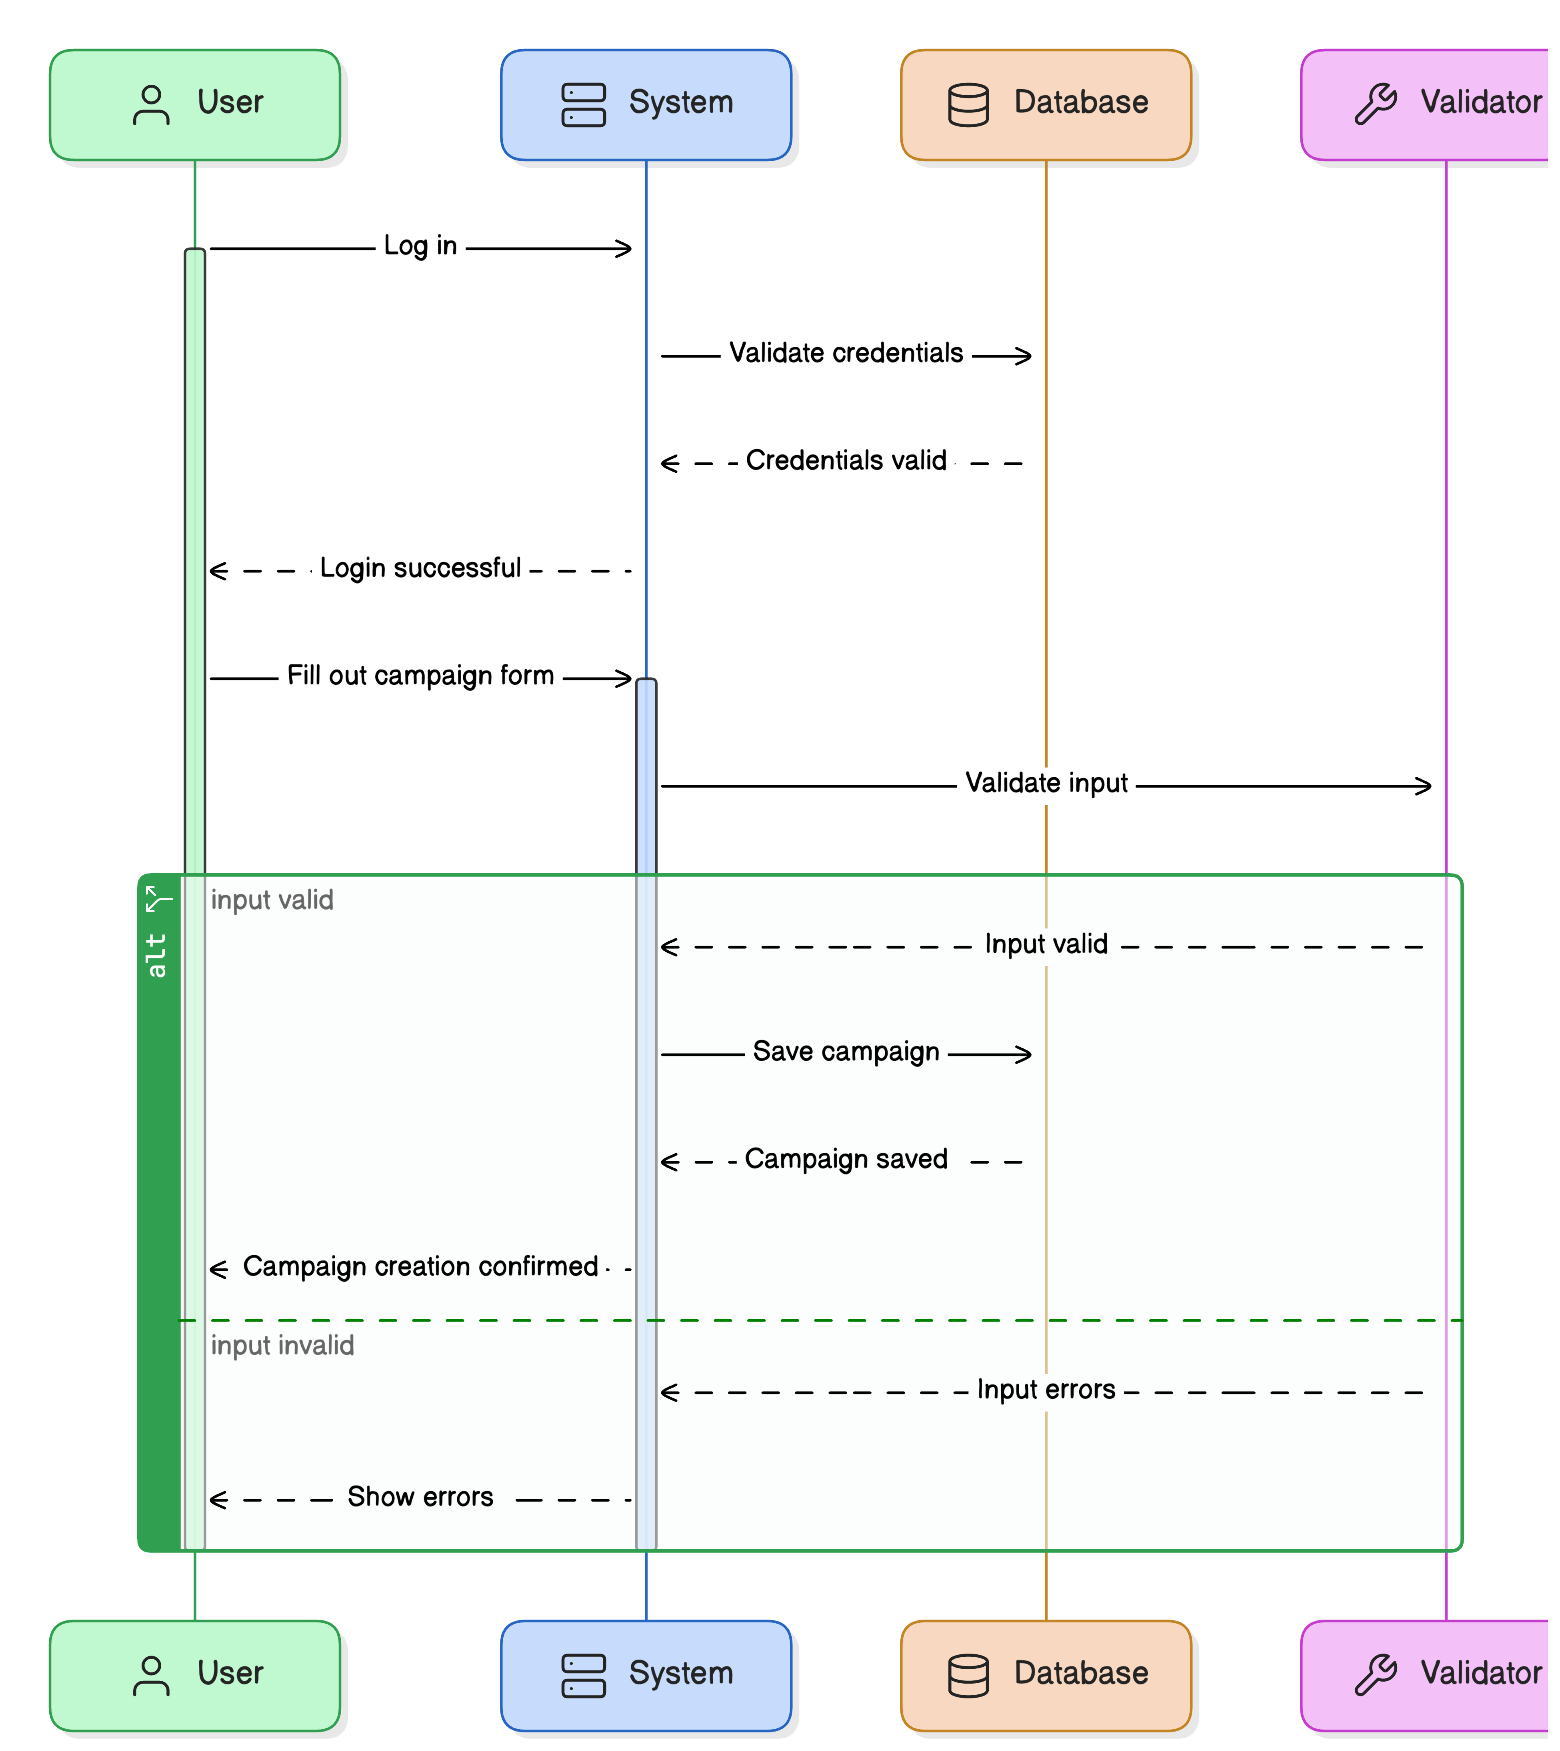 User
System
Database
Validator
Log in
Validate credentials
Credentials valid
Login successful
Fill out campaign form
Validate input
alt
input valid
Input valid
Save campaign
Campaign saved
Campaign creation confirmed
input invalid
Input errors
Show errors
User
System
Database
Validator